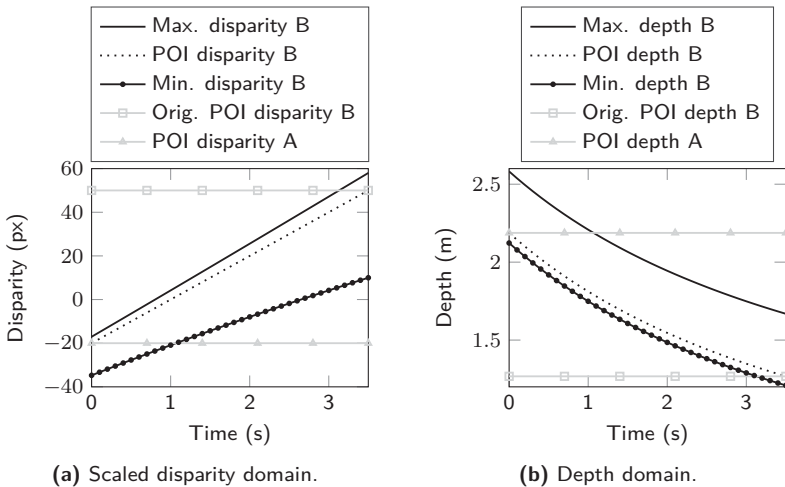 Max. disparity B
POI disparity B
Min. disparity B
Orig. POI disparity B
POI disparity A
60
40
20
0
−20
−40
0
1
2
3
Disparity (px)
Time (s)
(a) Scaled disparity domain.
Max. depth B
POI depth B
Min. depth B
Orig. POI depth B
POI depth A
2.5
2
1.5
0
1
2
3
Depth (m)
Time (s)
(b) Depth domain.